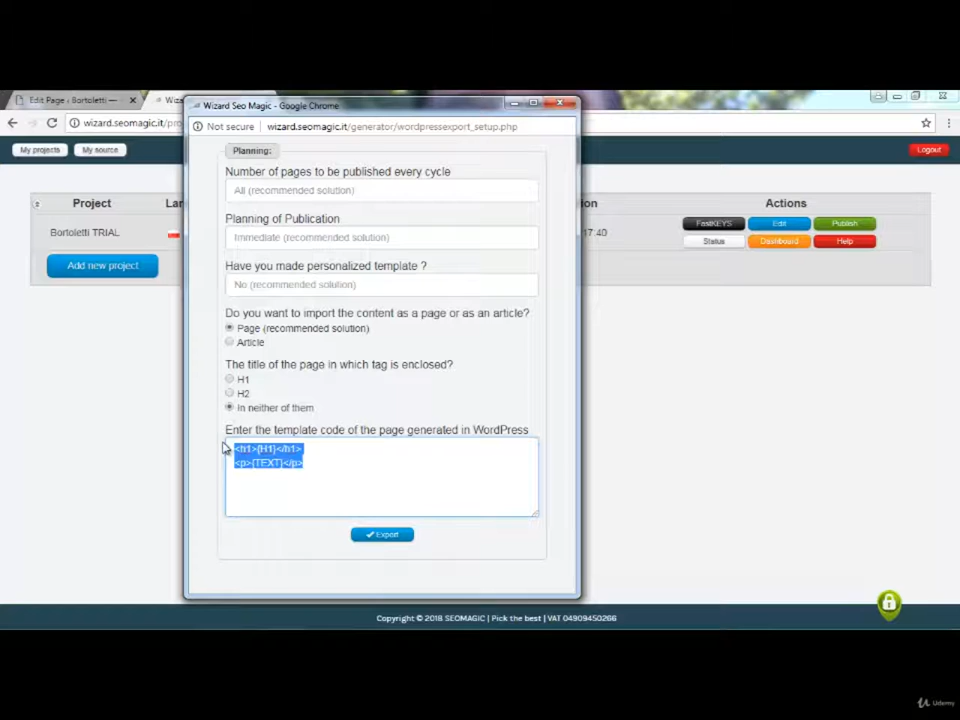 Edit Page ‹ Bortoletti —
Wizard Seo Magic - Google Chrome
wizard.seomagic.it/pro
Not secure
wizard.seomagic.it/generator/wordpressexport_setup.php
My projects
My source
Logout
Planning:
Number of pages to be published every cycle
All (recommended solution)
Planning of Publication
Immediate (recommended solution)
Have you made personalized template ?
No (recommended solution)
Do you want to import the content as a page or as an article?
Page (recommended solution)
Article
The title of the page in which tag is enclosed?
H1
H2
In neither of them
Enter the template code of the page generated in WordPress
<h1>{H1}</h1>
<p>{TEXT}</p>
Export
Project
Actions
Bortoletti TRIAL
17:40
FastKEYS
Edit
Publish
Status
Dashboard
Help
Add new project
Copyright © 2018 SEOMAGIC | Pick the best | VAT 04909450266
Udemy